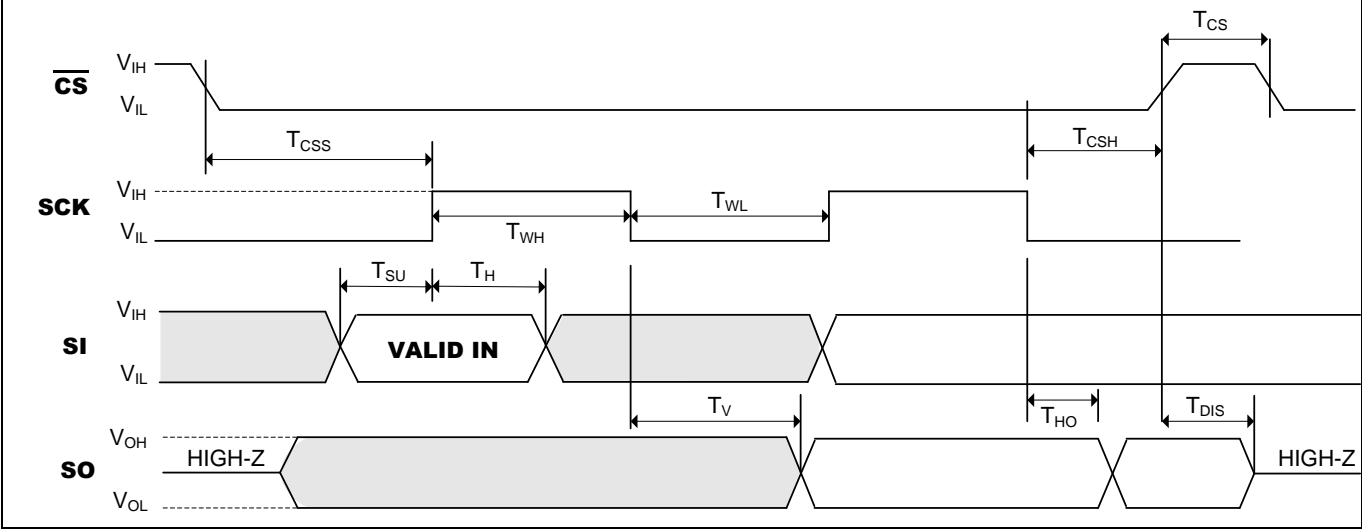 T_CS
V_IH
CS
V_IL
T_CSS
T_CSH
V_IH
SCK
T_WL
V_IL
T_WH
T_SU T_H
V_IH
SI
VALID IN
V_IL
T_V
T_HO
T_DIS
V_OH
HIGH-Z
HIGH-Z
SO
V_OL